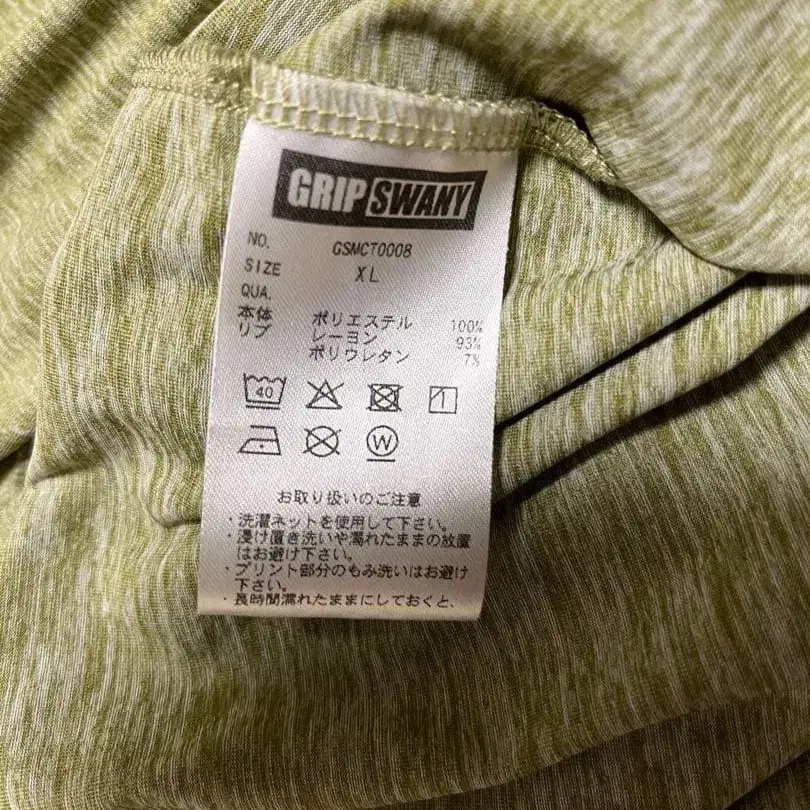 GRIP SWANY
NO. GSMCT0008
SIZE XL
QUA.
本体 ポリエステル 100%
リブ レーヨン 93%
ポリウレタン 7%
40
W
お取り扱いのご注意
・洗濯ネットを使用して下さい。
・浸け置き洗いや濡れたままの放置
はお避け下さい。
・プリント部分のもみ洗いはお避け
下さい。
・長時間濡れたままにしておくと、